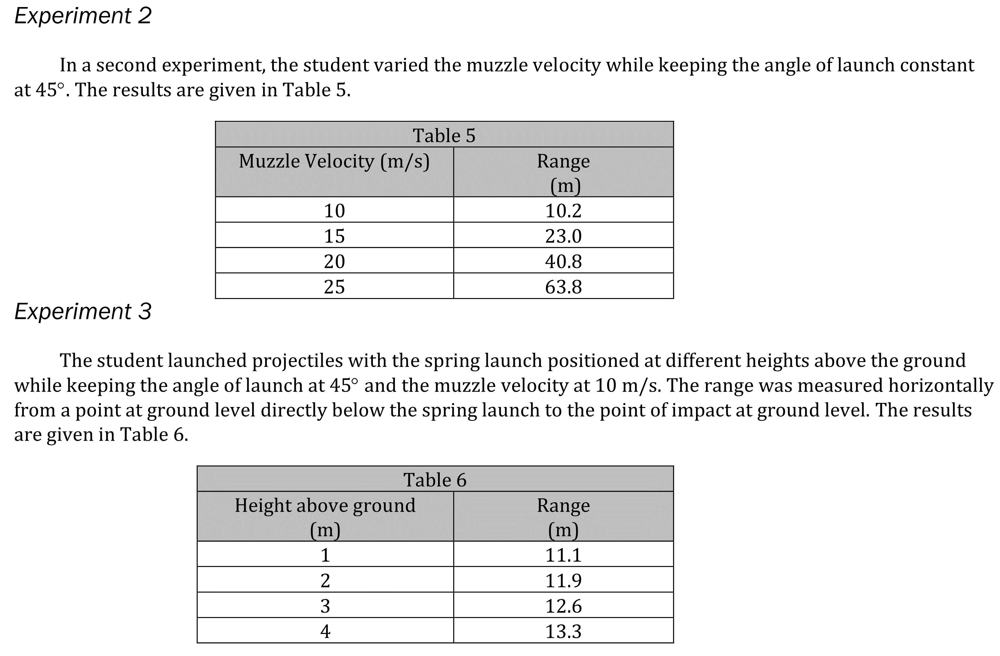 Experiment 2
In a second experiment, the student varied the muzzle velocity while keeping the angle of launch constant
at 45°. The results are given in Table 5.
Table 5
Muzzle Velocity (m/s) Range
(m)
10 10.2
15 23.0
20 40.8
25 63.8
Experiment 3
The student launched projectiles with the spring launch positioned at different heights above the ground
while keeping the angle of launch at 45° and the muzzle velocity at 10 m/s. The range was measured horizontally
from a point at ground level directly below the spring launch to the point of impact at ground level. The results
are given in Table 6.
Table 6
Height above ground Range
(m) (m)
1 11.1
2 11.9
3 12.6
4 13.3